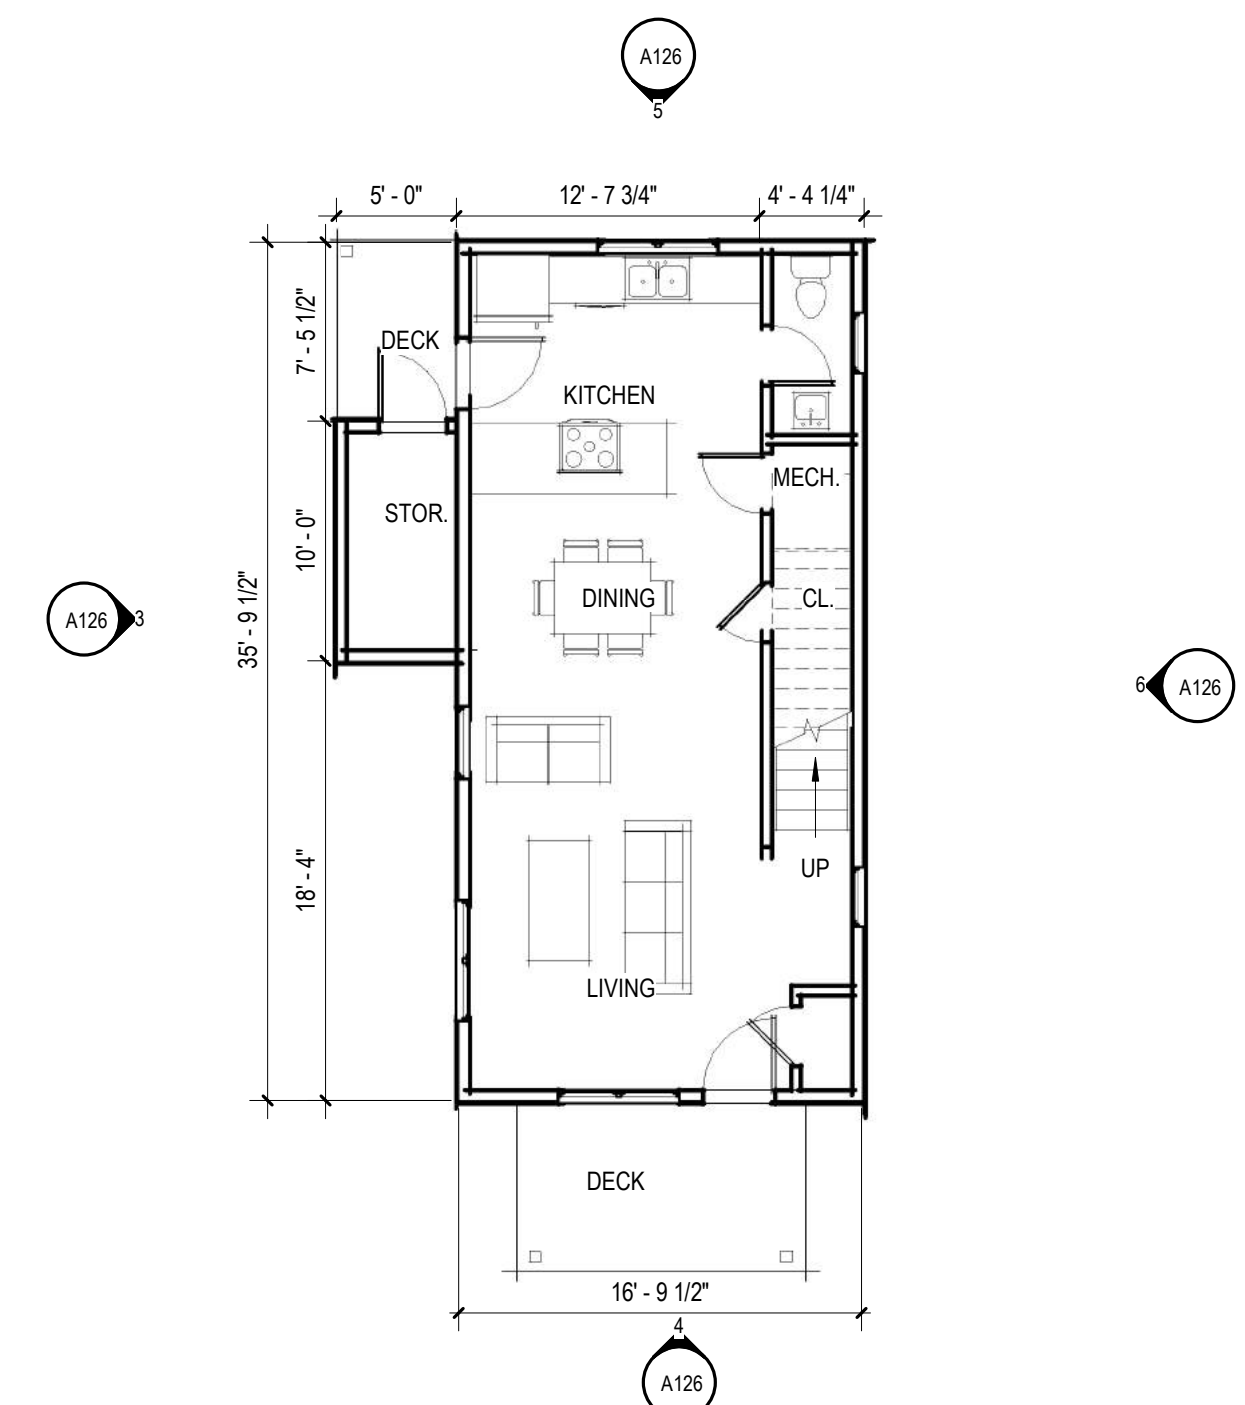 A126
5
5' - 0"
12' - 7 3/4"
4' - 4 1/4"
7' - 5 1/2"
DECK
KITCHEN
MECH.
STOR.
10' - 0"
35' - 9 1/2"
DINING
CL.
A126
3
6
A126
18' - 4"
UP
LIVING
DECK
16' - 9 1/2"
4
A126